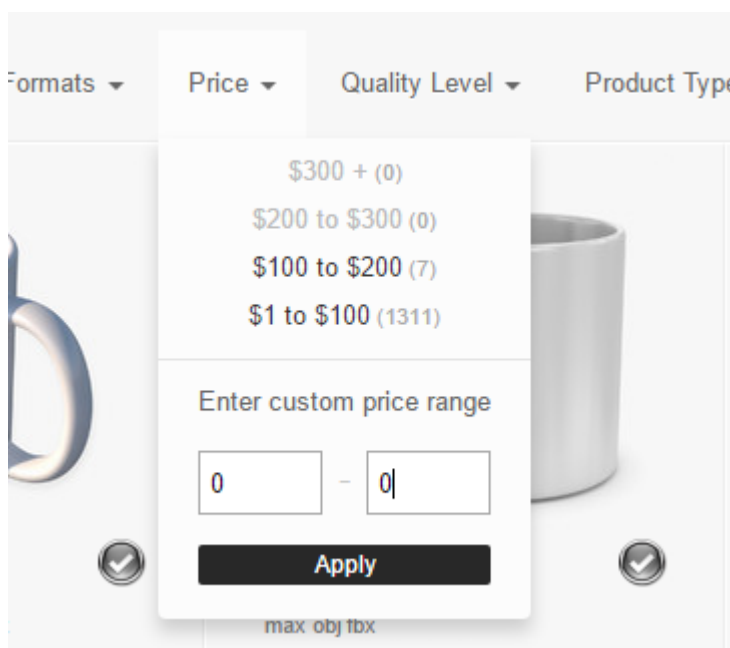 Formats
Price
Quality Level
Product Type
$300 + (0)
$200 to $300 (0)
$100 to $200 (7)
$1 to $100 (1311)
Enter custom price range
0 – 0
Apply
max obj fbx